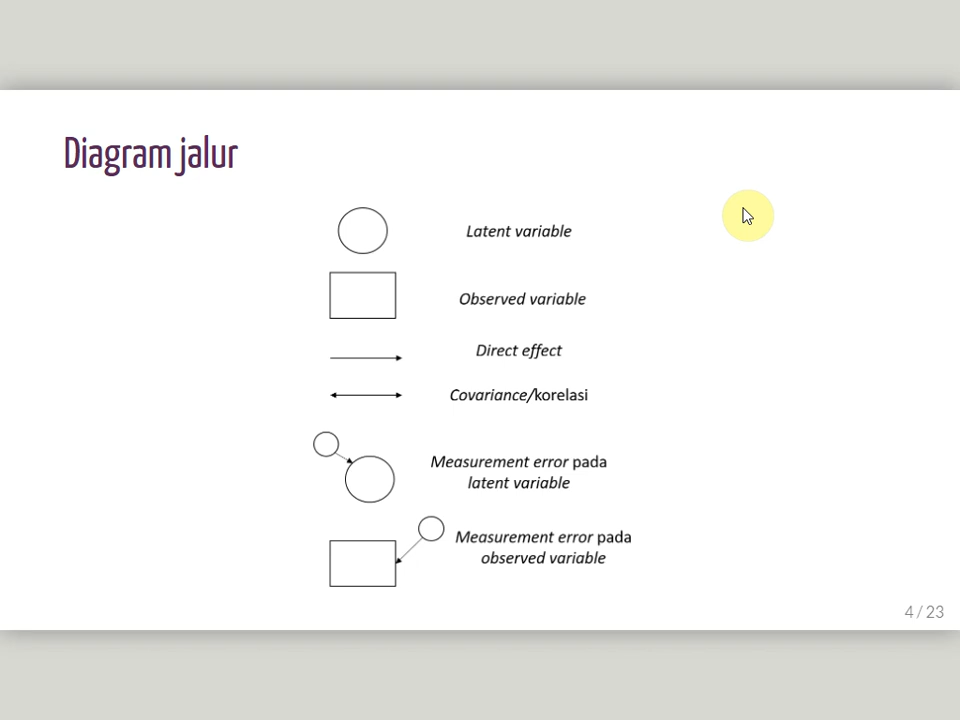 Diagram jalur
Latent variable
Observed variable
Direct effect
Covariance/korelasi
Measurement error pada
latent variable
Measurement error pada
observed variable
4 / 23